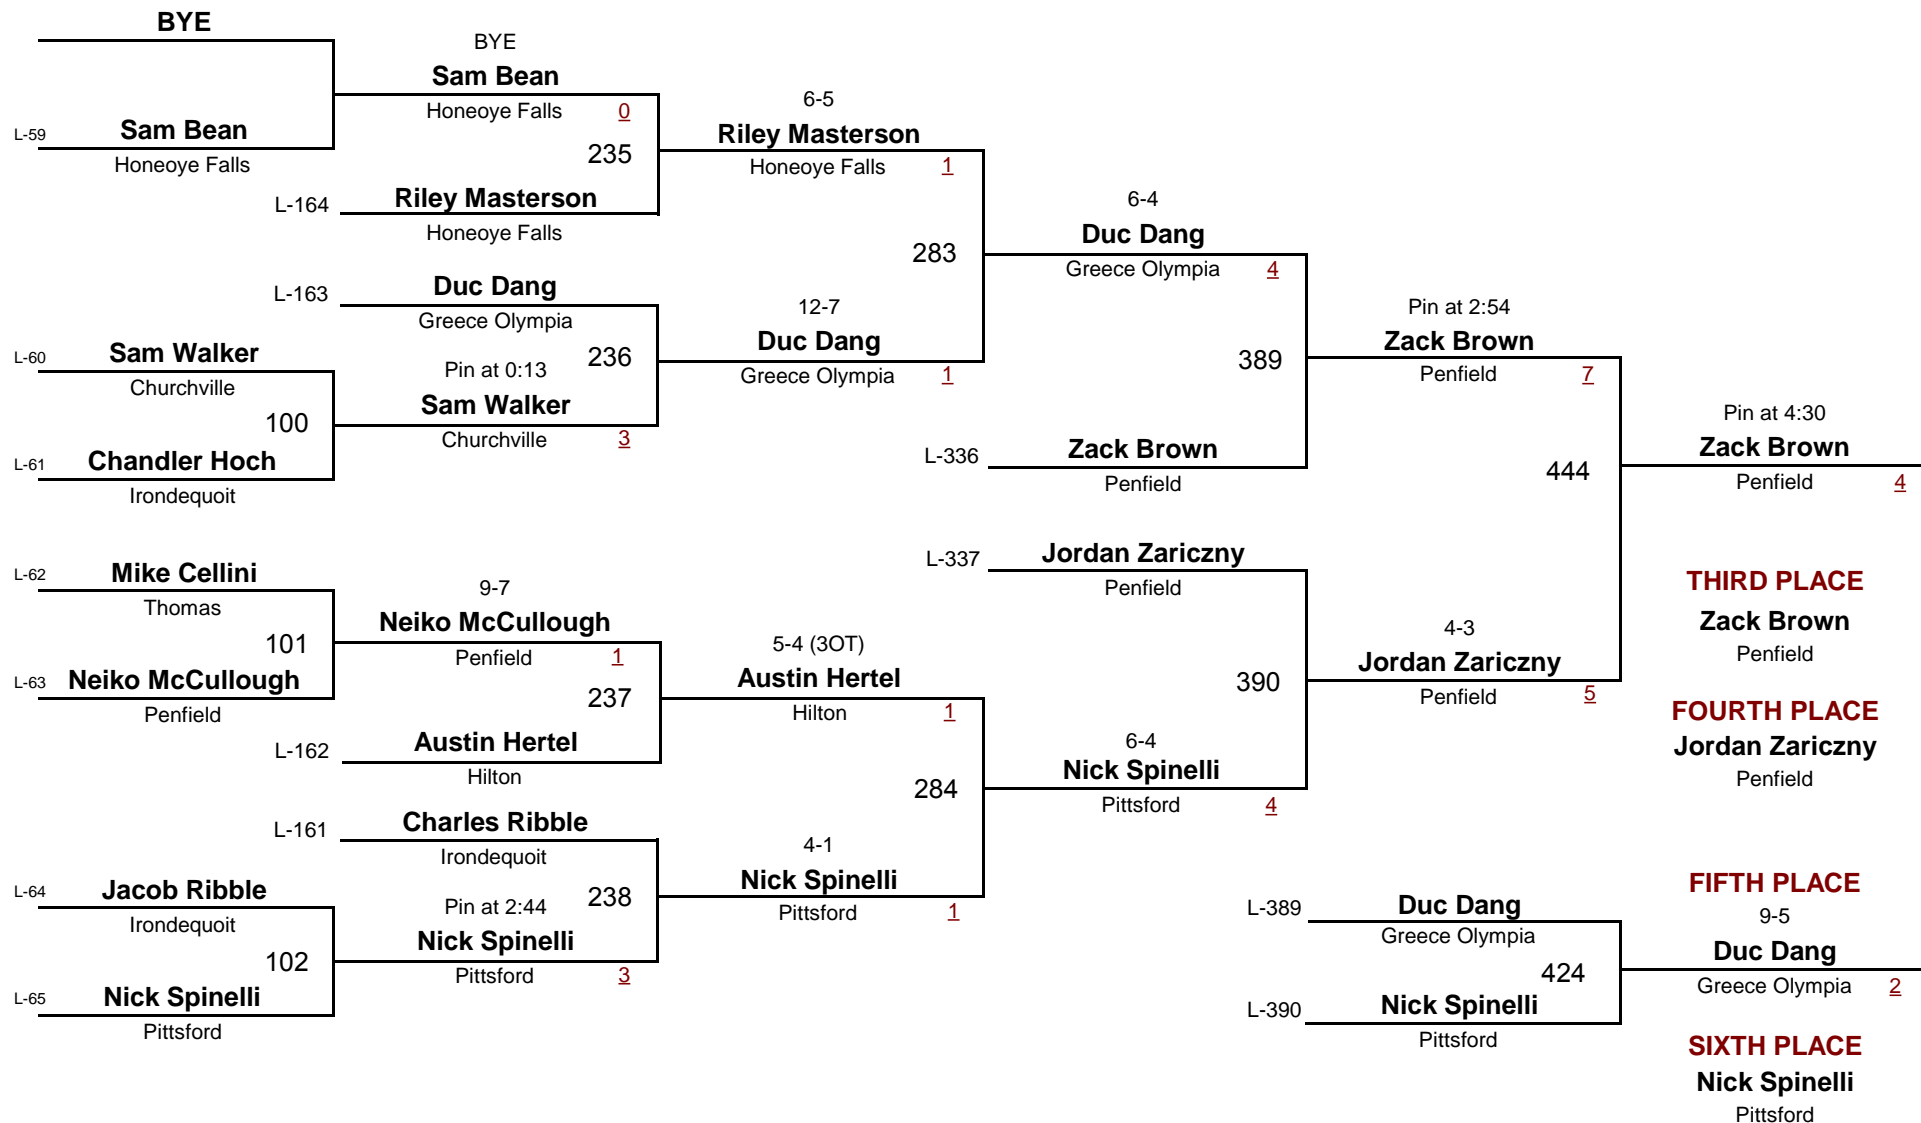 BYE
L-59
Sam Bean
Honeoye Falls
L-60
Sam Walker
Churchville
100
L-61
Chandler Hoch
Irondequoit
L-62
Mike Cellini
Thomas
101
L-63
Neiko McCullough
Penfield
L-64
Jacob Ribble
Irondequoit
102
L-65
Nick Spinelli
Pittsford
BYE
Sam Bean
Honeoye Falls
0
235
L-164
Riley Masterson
Honeoye Falls
L-163
Duc Dang
Greece Olympia
236
Pin at 0:13
Sam Walker
Churchville
3
9-7
Neiko McCullough
Penfield
1
237
L-162
Austin Hertel
Hilton
L-161
Charles Ribble
Irondequoit
238
Pin at 2:44
Nick Spinelli
Pittsford
3
6-5
Riley Masterson
Honeoye Falls
1
283
12-7
Duc Dang
Greece Olympia
1
5-4 (3OT)
Austin Hertel
Hilton
1
284
4-1
Nick Spinelli
Pittsford
1
6-4
Duc Dang
Greece Olympia
4
389
L-336
Zack Brown
Penfield
L-337
Jordan Zariczny
Penfield
390
6-4
Nick Spinelli
Pittsford
4
Pin at 2:54
Zack Brown
Penfield
7
444
4-3
Jordan Zariczny
Penfield
5
Pin at 4:30
Zack Brown
Penfield
4
THIRD PLACE
Zack Brown
Penfield
FOURTH PLACE
Jordan Zariczny
Penfield
L-389
Duc Dang
Greece Olympia
424
L-390
Nick Spinelli
Pittsford
FIFTH PLACE
9-5
Duc Dang
Greece Olympia
2
SIXTH PLACE
Nick Spinelli
Pittsford